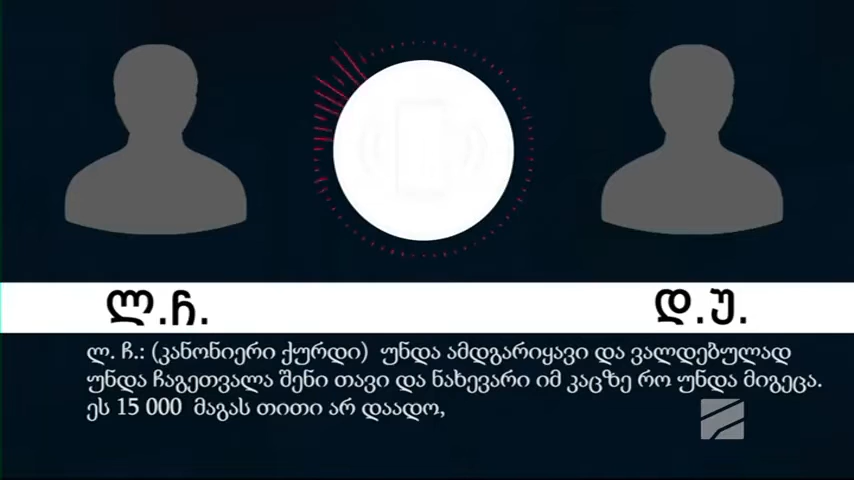 ლ.ჩ.
დ.უ.
ლ. ჩ.: (კანონიერი ქურდი) უნდა ამდგარიყავი და ვალდებულად
უნდა ჩაგეთვალა შენი თავი და ნახევარი იმ კაცზე რო უნდა მიგეცა.
ეს 15 000 მაგას თითი არ დაადო,